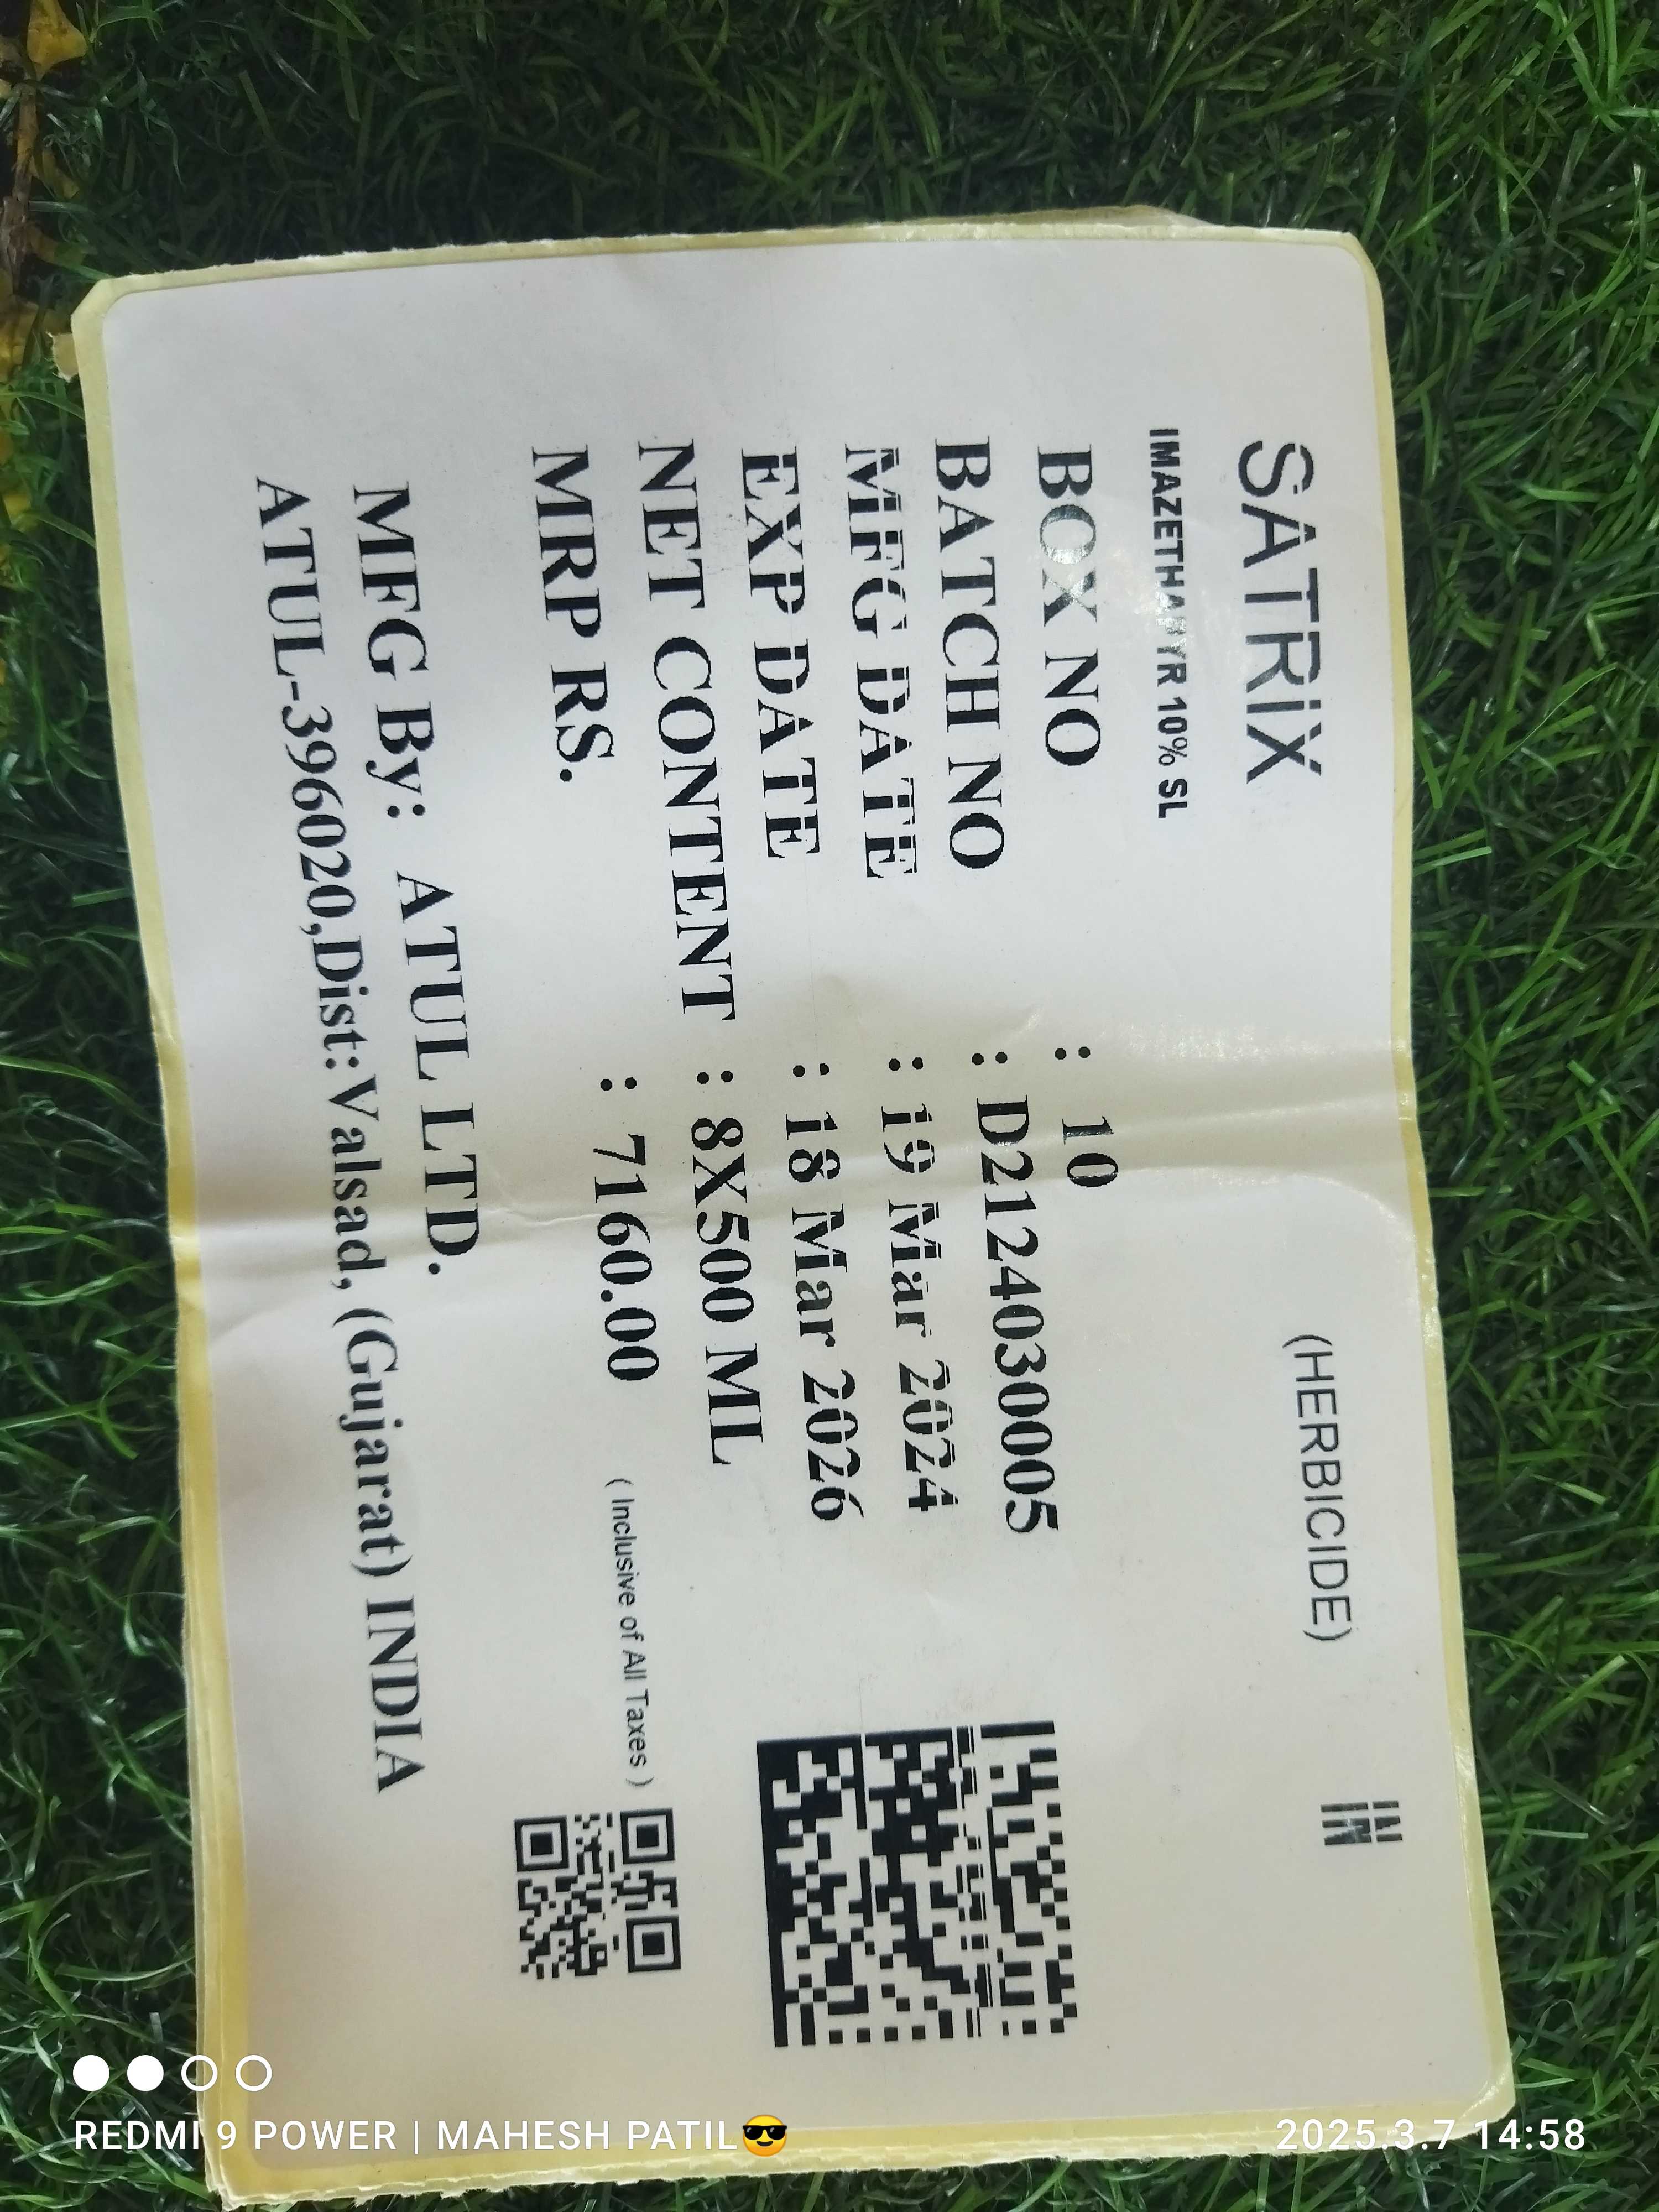 SATRIX (HERBICIDE) IN
IMAZETHAPYR 10% SL
BOX NO : 10
BATCH NO : D2124030005
MFG DATE : 19 Mar 2024
EXP DATE : 18 Mar 2026
NET CONTENT : 8X500 ML
MRP RS. : 7160.00 ( Inclusive of All Taxes )
MFG By: ATUL LTD.
ATUL-396020,Dist:Valsad, (Gujarat) INDIA
REDMI 9 POWER | MAHESH PATIL😎 2025.3.7 14:58